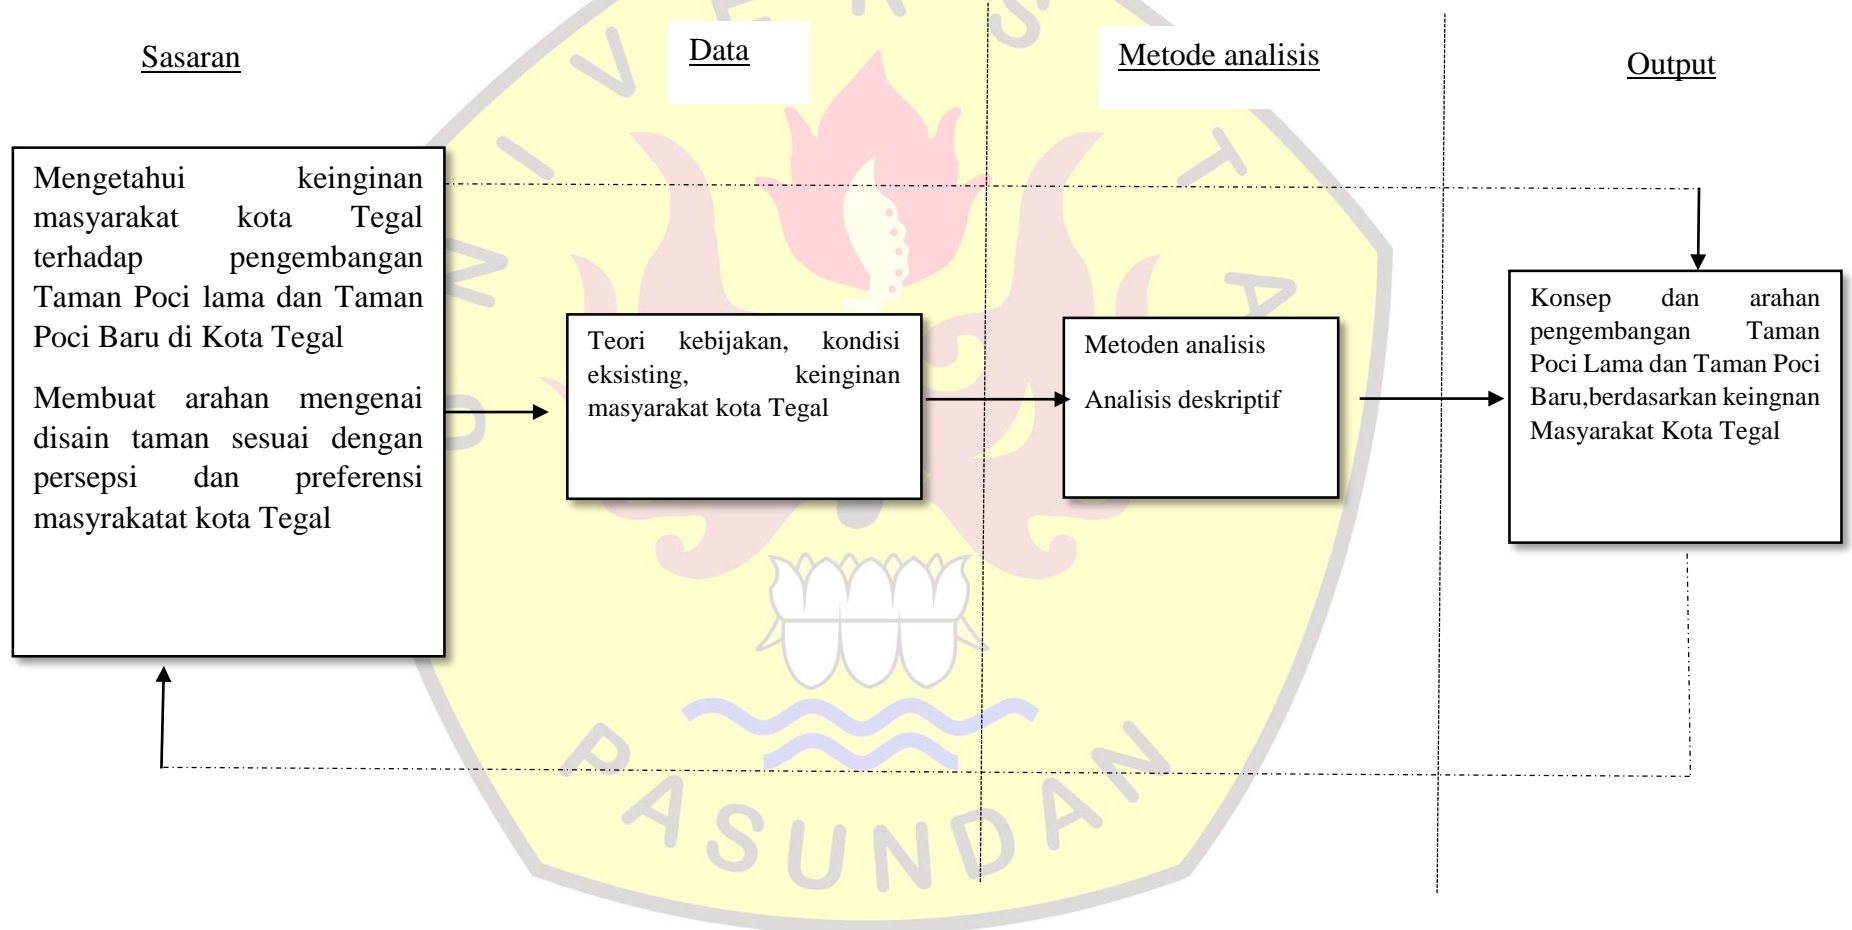 Sasaran
Data
Metode analisis
Output
Mengetahui keinginan
masyarakat kota Tegal
terhadap pengembangan
Taman Poci lama dan Taman
Poci Baru di Kota Tegal
Membuat arahan mengenai
disain taman sesuai dengan
persepsi dan preferensi
masyrakatat kota Tegal
Teori kebijakan, kondisi
eksisting, keinginan
masyarakat kota Tegal
Metoden analisis
Analisis deskriptif
Konsep dan arahan
pengembangan Taman
Poci Lama dan Taman Poci
Baru,berdasarkan keingnan
Masyarakat Kota Tegal
UNIVERSITA
PASUNDAN